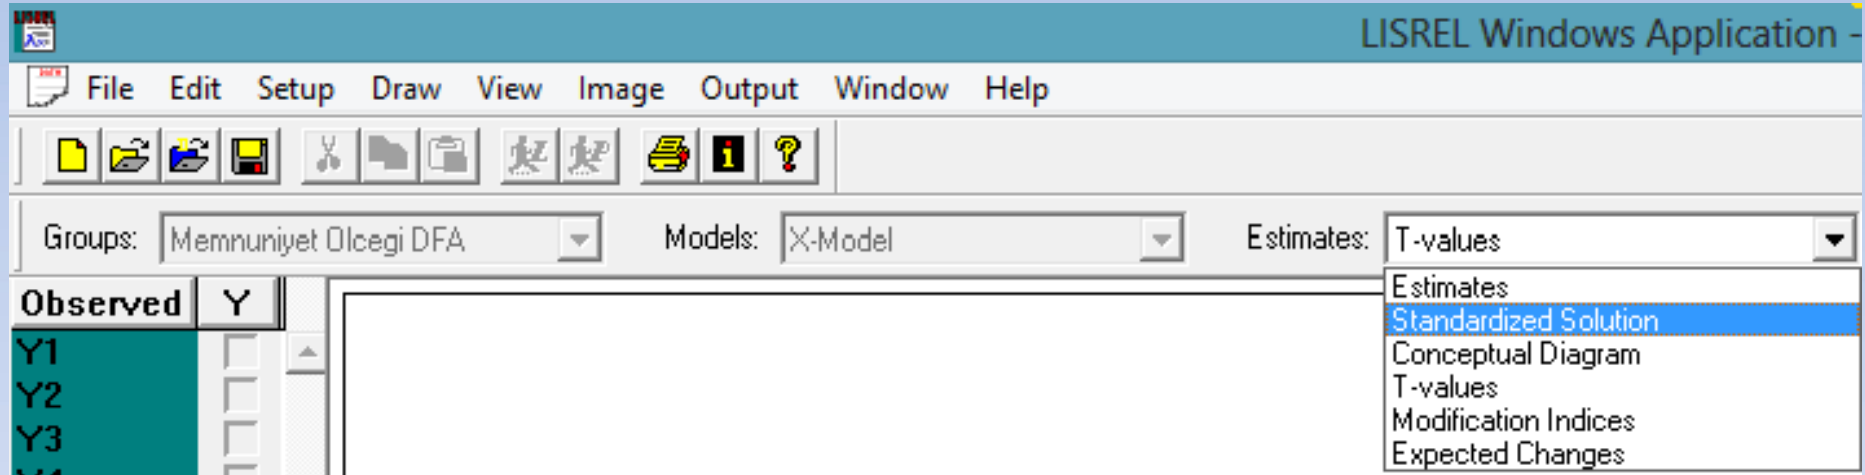 LISREL Windows Application -
File Edit Setup Draw View Image Output Window Help
Groups: Memnuniyet Olcegi DFA Models: X-Model Estimates: T-values
Estimates
Standardized Solution
Conceptual Diagram
T-values
Modification Indices
Expected Changes
Observed Y
Y1
Y2
Y3